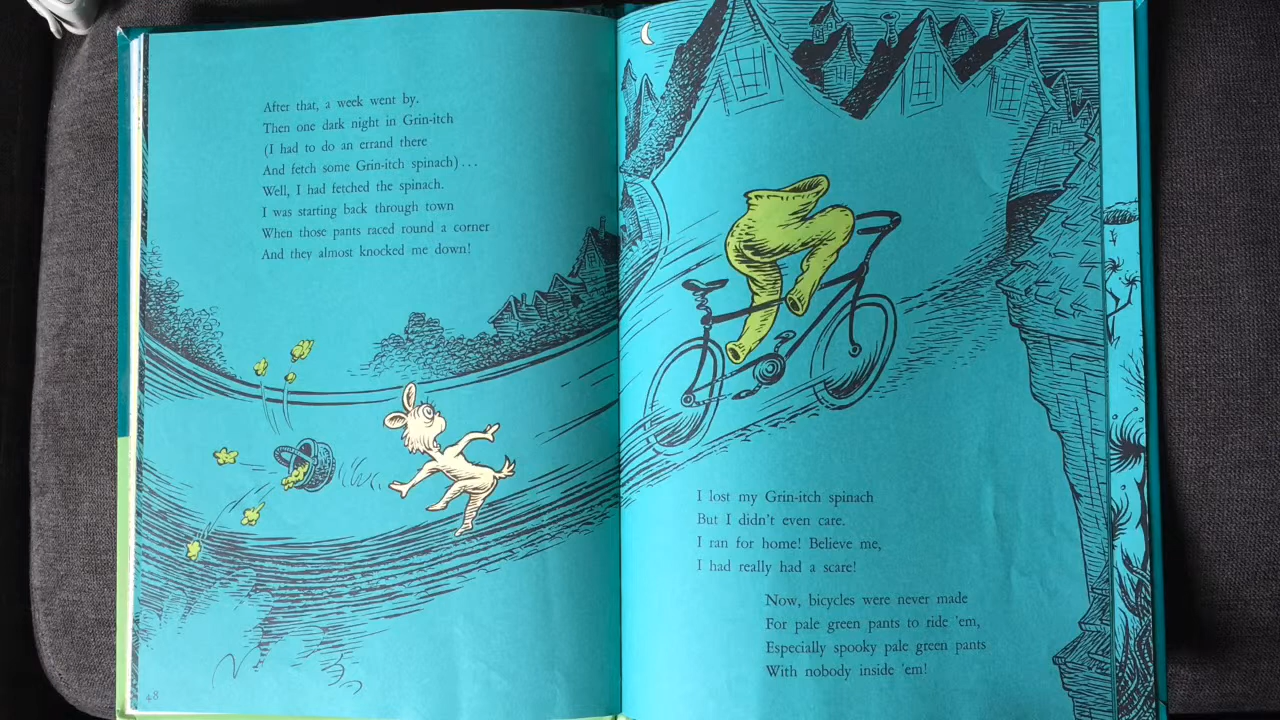 After that, a week went by.
Then one dark night in Grin-itch
(I had to do an errand there
And fetch some Grin-itch spinach)...
Well, I had fetched the spinach.
I was starting back through town
When those pants raced round a corner
And they almost knocked me down!
48
I lost my Grin-itch spinach
But I didn't even care.
I ran for home! Believe me,
I had really had a scare!
Now, bicycles were never made
For pale green pants to ride 'em,
Especially spooky pale green pants
With nobody inside 'em!